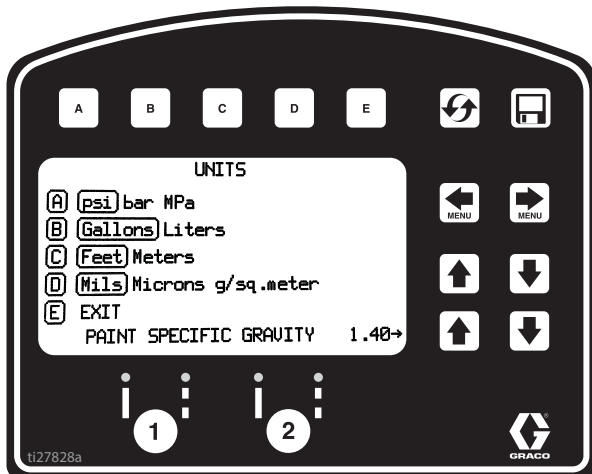 A B C D E
UNITS
A psi bar MPa
B Gallons Liters
C Feet Meters
D Mils Microns g/sq.meter
E EXIT
PAINT SPECIFIC GRAVITY 1.40→
MENU MENU
1 2
ti27828a
G
GRACO